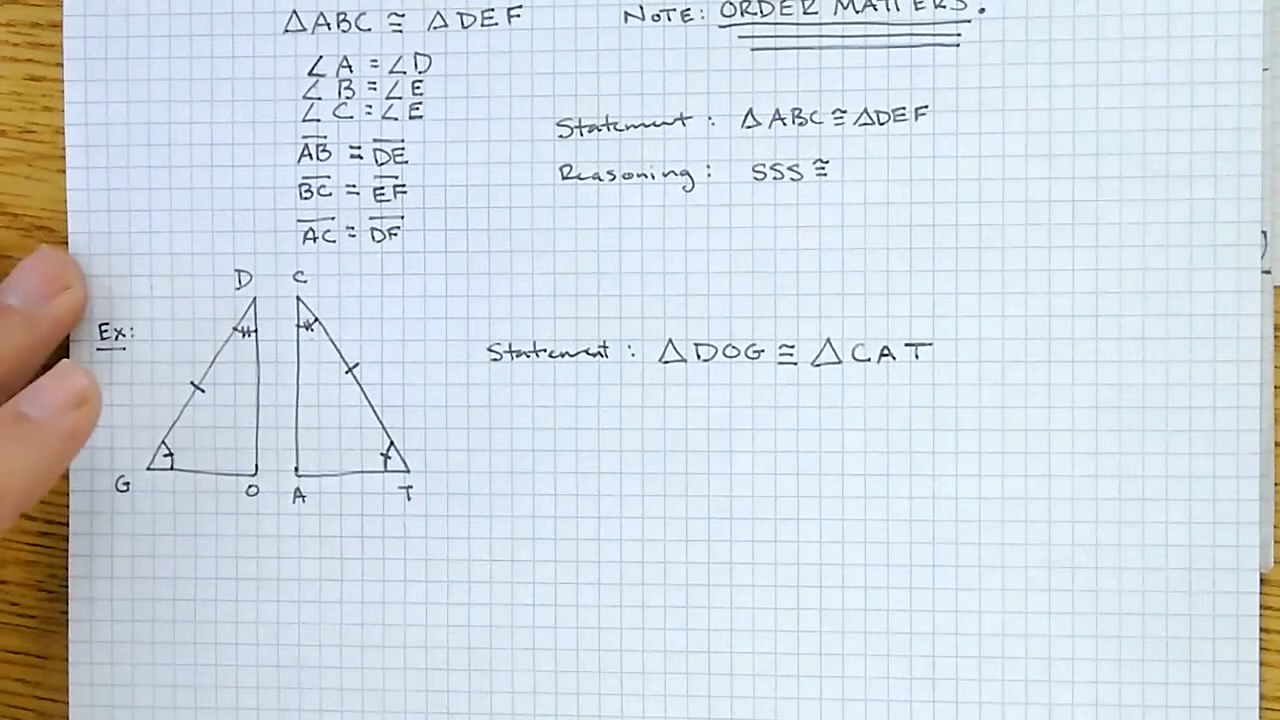 △ABC ≅ △DEF
NOTE: ORDER MATTERS.
∠A = ∠D
∠B = ∠E
∠C = ∠E
AB = DE
BC = EF
AC = DF
Statement: △ABC ≅ △DEF
Reasoning: SSS ≅
Ex:
D C
G O A T
Statement: △DOG ≅ △CAT